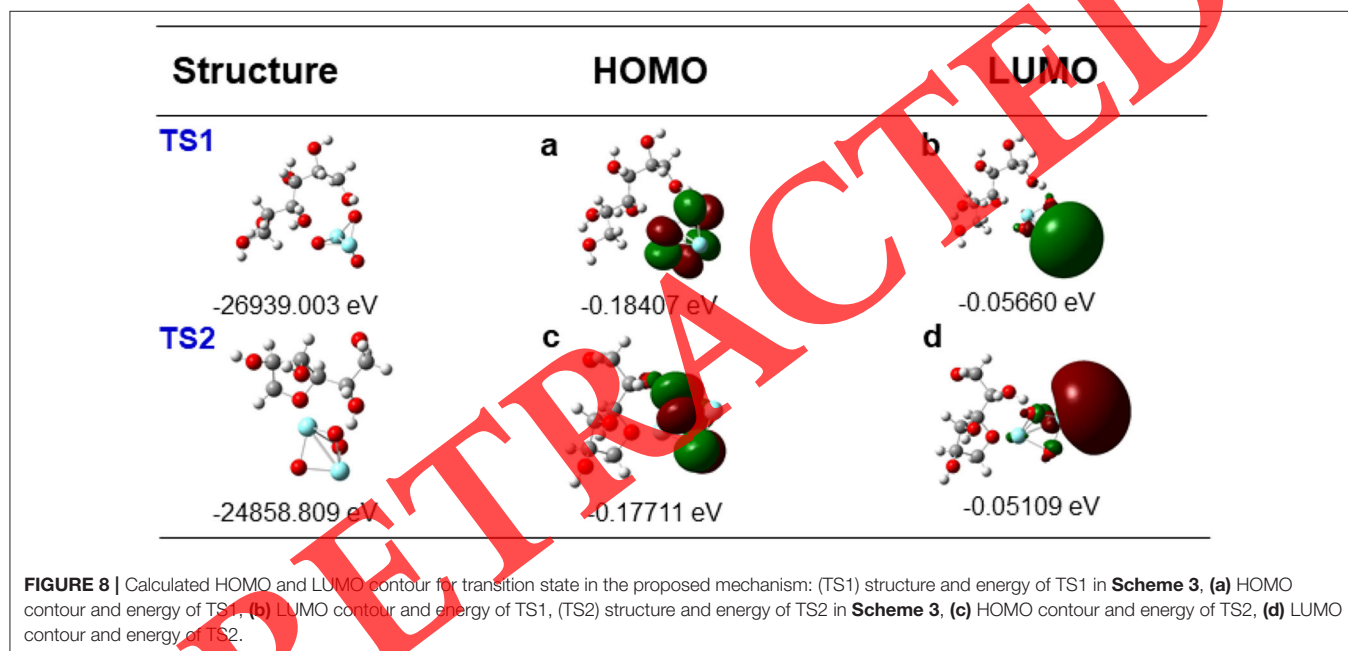 Structure HOMO LUMO
TS1 a b
-26939.003 eV -0.18407 eV -0.05660 eV
TS2 c d
-24858.809 eV -0.17711 eV -0.05109 eV
FIGURE 8 | Calculated HOMO and LUMO contour for transition state in the proposed mechanism: (TS1) structure and energy of TS1 in Scheme 3, (a) HOMO
contour and energy of TS1, (b) LUMO contour and energy of TS1, (TS2) structure and energy of TS2 in Scheme 3, (c) HOMO contour and energy of TS2, (d) LUMO
contour and energy of TS2.
RETRACTED